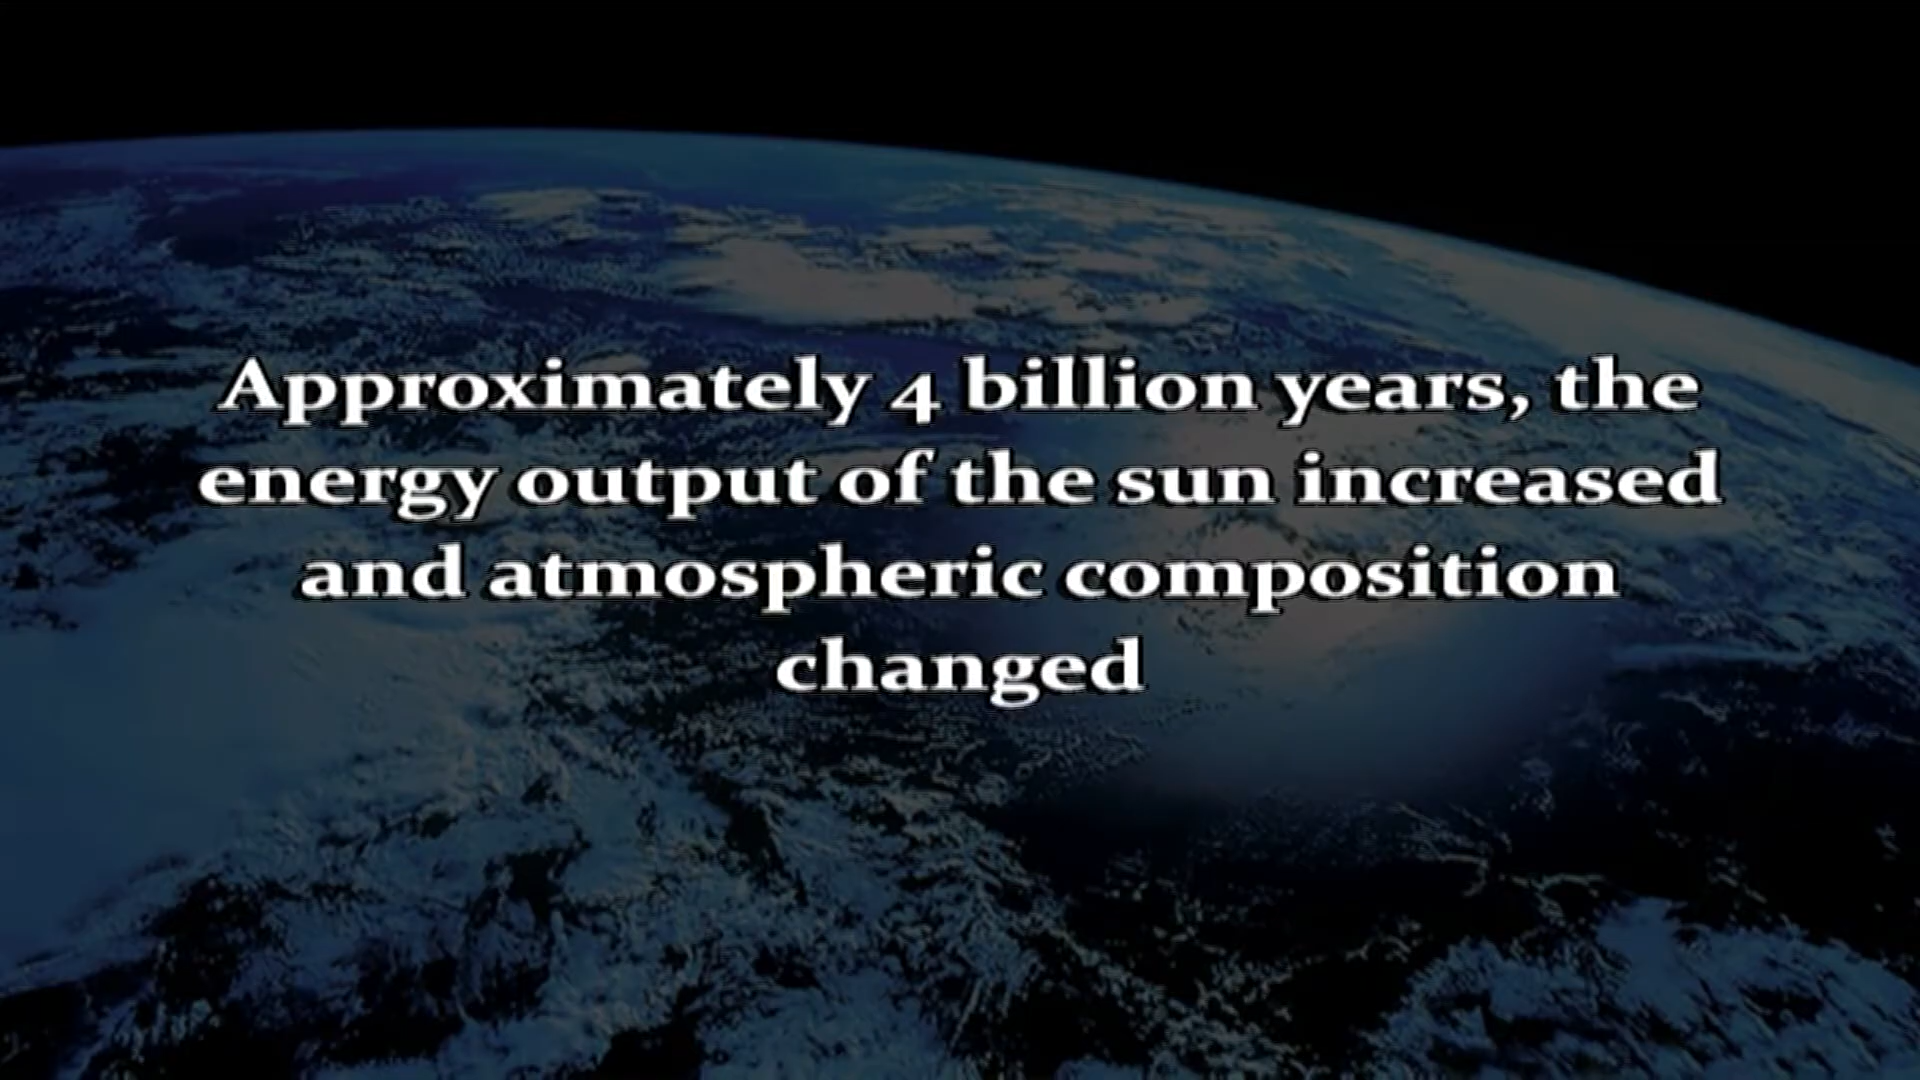 Approximately 4 billion years, the
energy output of the sun increased
and atmospheric composition
changed